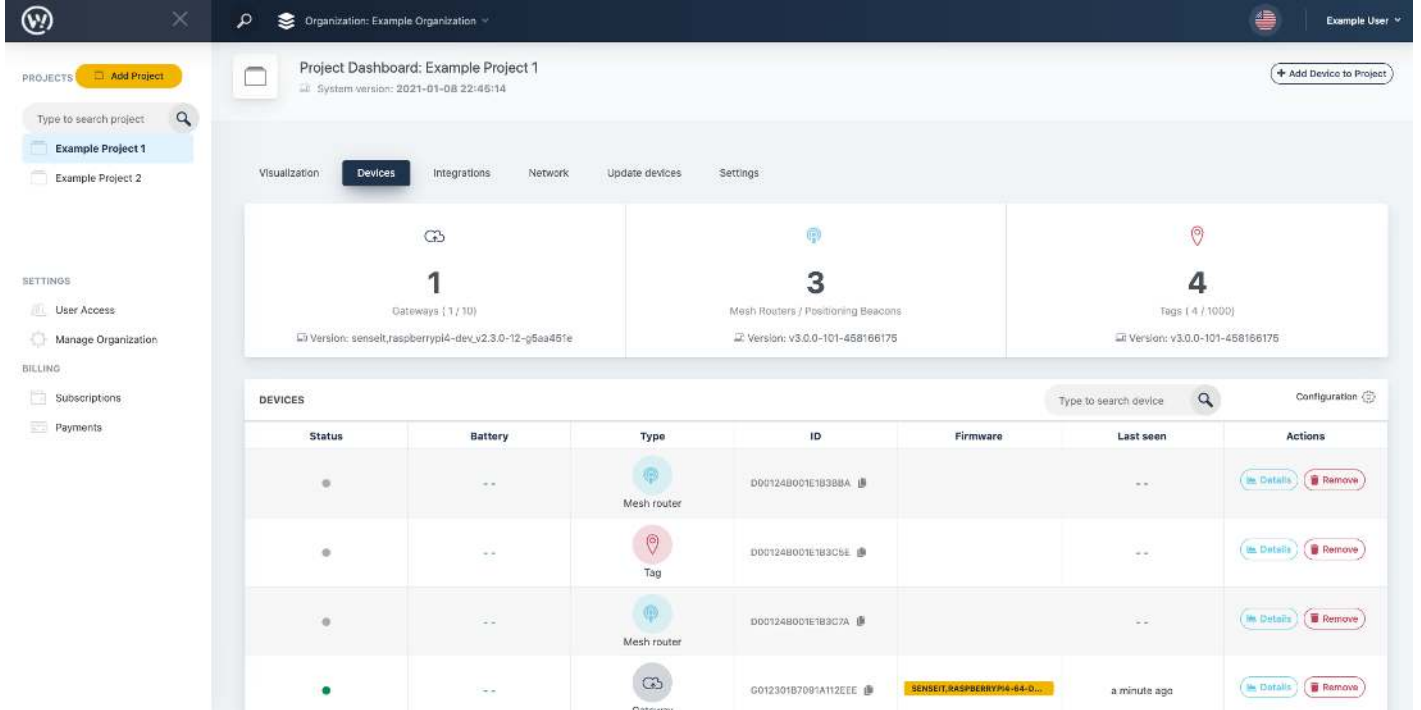 Organization: Example Organization
Example User
PROJECTS
Add Project
Type to search project
Example Project 1
Example Project 2
SETTINGS
User Access
Manage Organization
BILLING
Subscriptions
Payments
Project Dashboard: Example Project 1
System version: 2021-01-08 22:46:14
+ Add Device to Project
Visualization Devices Integrations Network Update devices Settings
1
Gateways ( 1 / 10)
Version: senseit,raspberrypi4-dev_v2.3.0-12-g5aa451e
3
Mesh Routers / Positioning Beacons
Version: v3.0.0-101-458166175
4
Tags ( 4 / 1000)
Version: v3.0.0-101-458166175
DEVICES
Type to search device
Configuration
Status Battery Type ID Firmware Last seen Actions
- - Mesh router D00124B001E1B3B8A - - Details Remove
- - Tag D00124B001E1B3C5E - - Details Remove
- - Mesh router D00124B001E1B3C7A - - Details Remove
- - Gateway G012301B7091A112EEE SENSEIT,RASPBERRYPI4-64-D... a minute ago Details Remove